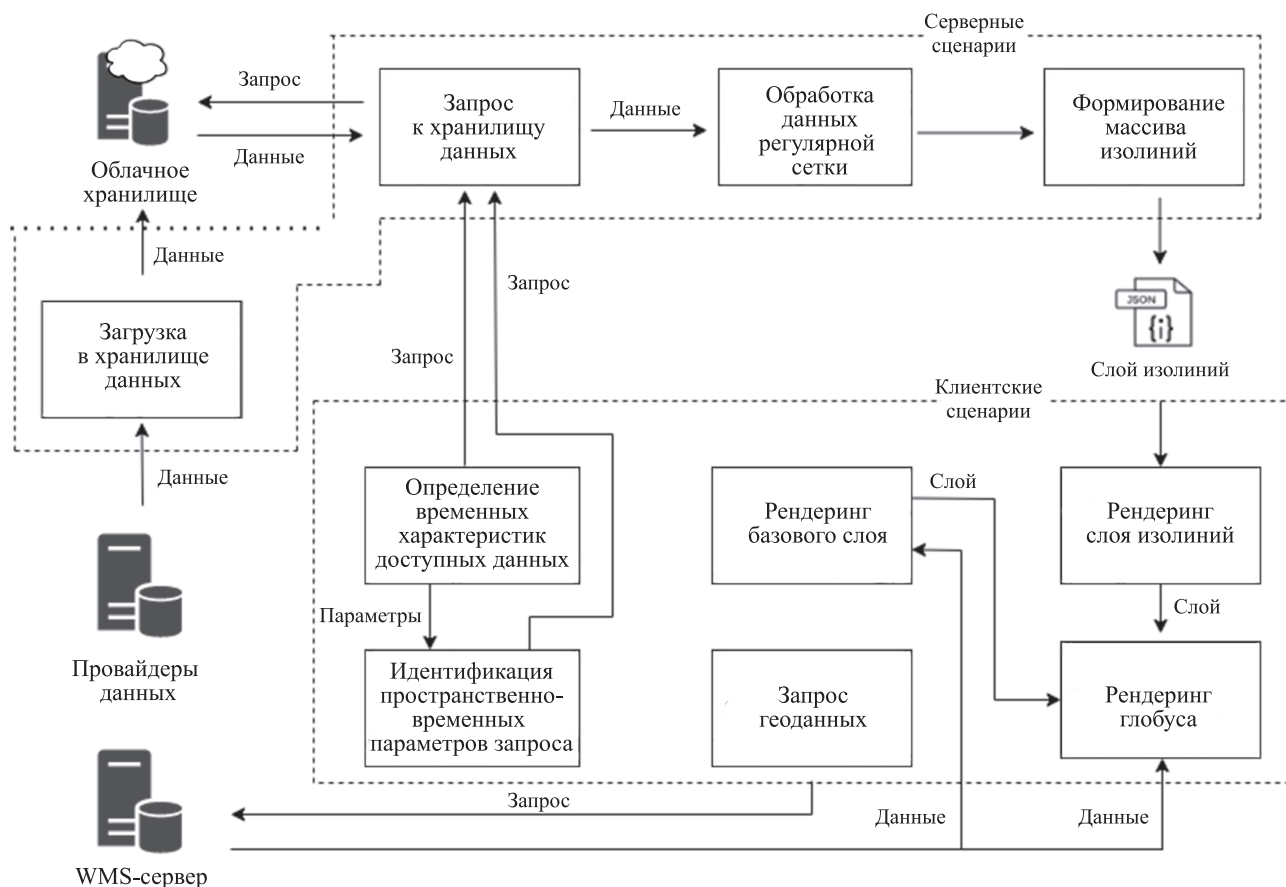 Серверные
сценарии
Запрос
Данные
Облачное
хранилище
Запрос
к хранилищу
данных
Данные
Обработка
данных
регулярной
сетки
Формирование
массива
изолиний
Данные
Загрузка
в хранилище
данных
Данные
Запрос
Запрос
JSON
{i}
Слой изолиний
Клиентские
сценарии
Определение
временных
характеристик
доступных данных
Параметры
Идентификация
пространственно-
временных
параметров запроса
Рендеринг
базового слоя
Слой
Рендеринг
слоя изолиний
Слой
Запрос
геоданных
Рендеринг
глобуса
Провайдеры
данных
Запрос
Данные
Данные
WMS-сервер